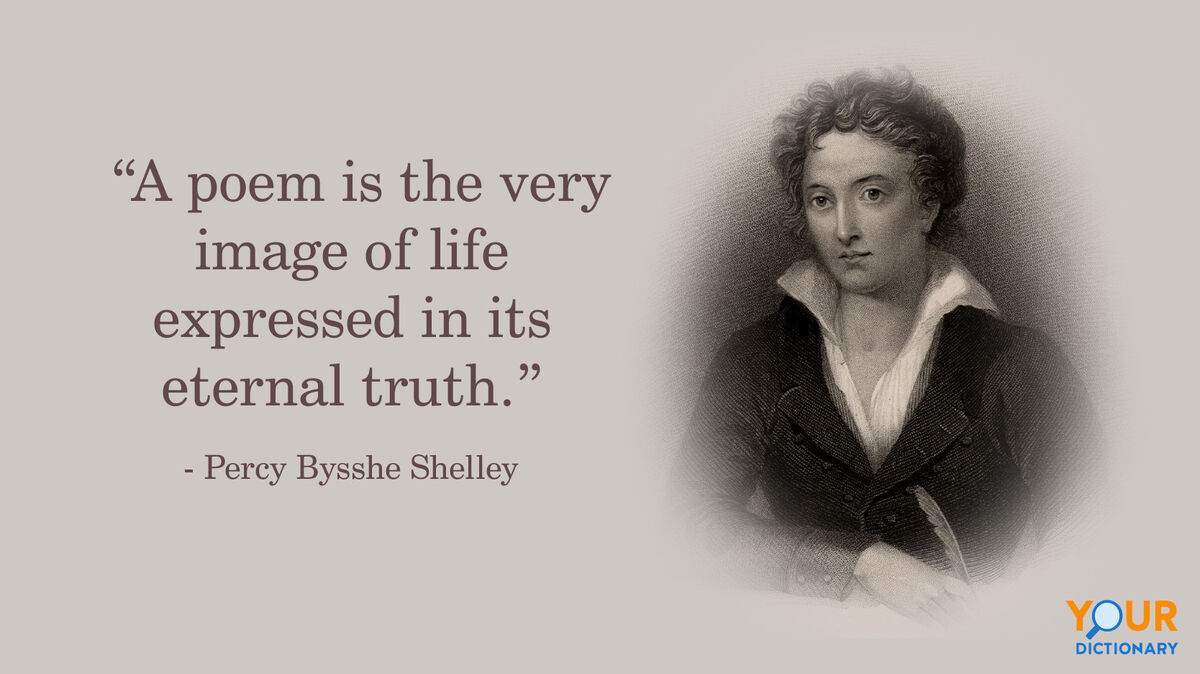 “A poem is the very
image of life
expressed in its
eternal truth.”
- Percy Bysshe Shelley
YOUR
DICTIONARY